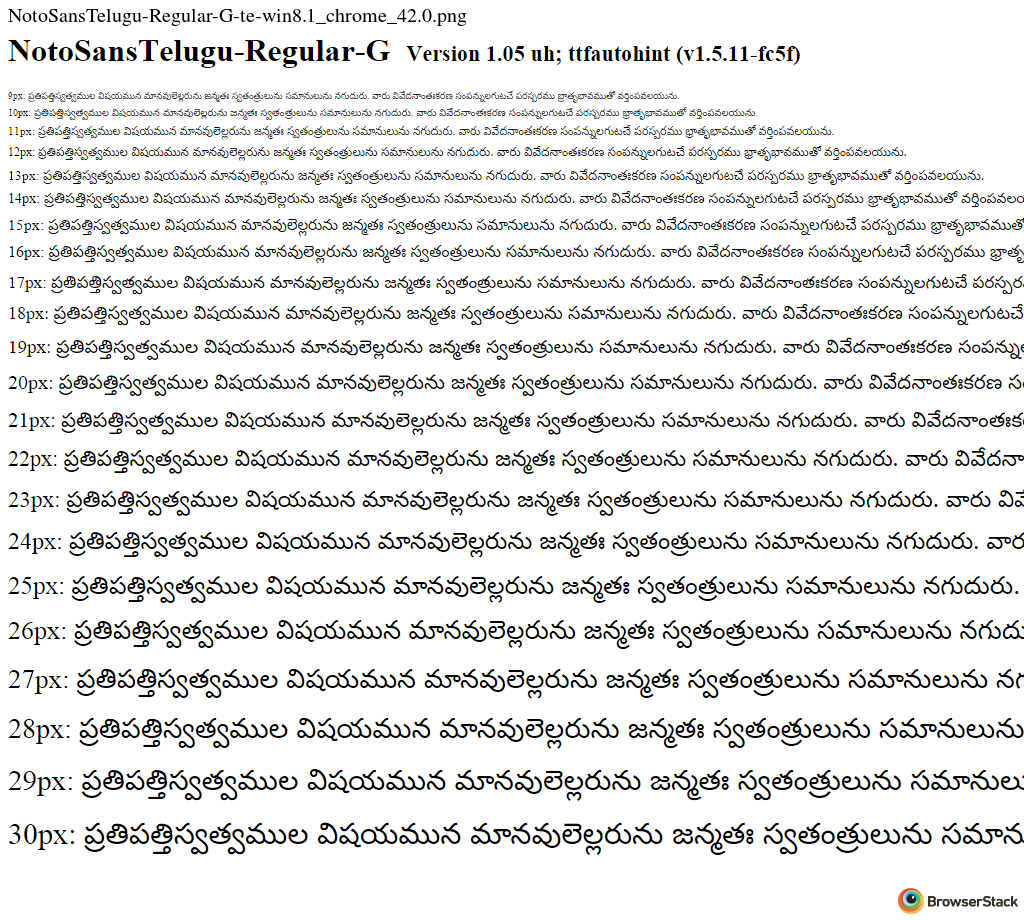 NotoSansTelugu-Regular-G-te-win8.1_chrome_42.0.png
NotoSansTelugu-Regular-G Version 1.05 uh; ttfautohint (v1.5.11-fc5f)
9px: ప్రతిపత్తిస్వత్వముల విషయమున మానవులెల్లరును జన్మతః స్వతంత్రులును సమానులును నగుదురు. వారు వివేదనాంతఃకరణ సంపన్నులగుటచే పరస్పరము భ్రాతృభావముతో వర్తింపవలయును.
10px: ప్రతిపత్తిస్వత్వముల విషయమున మానవులెల్లరును జన్మతః స్వతంత్రులును సమానులును నగుదురు. వారు వివేదనాంతఃకరణ సంపన్నులగుటచే పరస్పరము భ్రాతృభావముతో వర్తింపవలయును.
11px: ప్రతిపత్తిస్వత్వముల విషయమున మానవులెల్లరును జన్మతః స్వతంత్రులును సమానులును నగుదురు. వారు వివేదనాంతఃకరణ సంపన్నులగుటచే పరస్పరము భ్రాతృభావముతో వర్తింపవలయును.
12px: ప్రతిపత్తిస్వత్వముల విషయమున మానవులెల్లరును జన్మతః స్వతంత్రులును సమానులును నగుదురు. వారు వివేదనాంతఃకరణ సంపన్నులగుటచే పరస్పరము భ్రాతృభావముతో వర్తింపవలయును.
13px: ప్రతిపత్తిస్వత్వముల విషయమున మానవులెల్లరును జన్మతః స్వతంత్రులును సమానులును నగుదురు. వారు వివేదనాంతఃకరణ సంపన్నులగుటచే పరస్పరము భ్రాతృభావముతో వర్తింపవలయును.
14px: ప్రతిపత్తిస్వత్వముల విషయమున మానవులెల్లరును జన్మతః స్వతంత్రులును సమానులును నగుదురు. వారు వివేదనాంతఃకరణ సంపన్నులగుటచే పరస్పరము భ్రాతృభావముతో వర్తింపవలయ
15px: ప్రతిపత్తిస్వత్వముల విషయమున మానవులెల్లరును జన్మతః స్వతంత్రులును సమానులును నగుదురు. వారు వివేదనాంతఃకరణ సంపన్నులగుటచే పరస్పరము భ్రాతృభావముతో
16px: ప్రతిపత్తిస్వత్వముల విషయమున మానవులెల్లరును జన్మతః స్వతంత్రులును సమానులును నగుదురు. వారు వివేదనాంతఃకరణ సంపన్నులగుటచే పరస్పరము భ్రాతృ
17px: ప్రతిపత్తిస్వత్వముల విషయమున మానవులెల్లరును జన్మతః స్వతంత్రులును సమానులును నగుదురు. వారు వివేదనాంతఃకరణ సంపన్నులగుటచే పరస్పర
18px: ప్రతిపత్తిస్వత్వముల విషయమున మానవులెల్లరును జన్మతః స్వతంత్రులును సమానులును నగుదురు. వారు వివేదనాంతఃకరణ సంపన్నులగుటచే
19px: ప్రతిపత్తిస్వత్వముల విషయమున మానవులెల్లరును జన్మతః స్వతంత్రులును సమానులును నగుదురు. వారు వివేదనాంతఃకరణ సంపన్ను
20px: ప్రతిపత్తిస్వత్వముల విషయమున మానవులెల్లరును జన్మతః స్వతంత్రులును సమానులును నగుదురు. వారు వివేదనాంతఃకరణ సం
21px: ప్రతిపత్తిస్వత్వముల విషయమున మానవులెల్లరును జన్మతః స్వతంత్రులును సమానులును నగుదురు. వారు వివేదనాంతఃక
22px: ప్రతిపత్తిస్వత్వముల విషయమున మానవులెల్లరును జన్మతః స్వతంత్రులును సమానులును నగుదురు. వారు వివేదనా
23px: ప్రతిపత్తిస్వత్వముల విషయమున మానవులెల్లరును జన్మతః స్వతంత్రులును సమానులును నగుదురు. వారు వివే
24px: ప్రతిపత్తిస్వత్వముల విషయమున మానవులెల్లరును జన్మతః స్వతంత్రులును సమానులును నగుదురు. వార
25px: ప్రతిపత్తిస్వత్వముల విషయమున మానవులెల్లరును జన్మతః స్వతంత్రులును సమానులును నగుదురు.
26px: ప్రతిపత్తిస్వత్వముల విషయమున మానవులెల్లరును జన్మతః స్వతంత్రులును సమానులును నగుదు
27px: ప్రతిపత్తిస్వత్వముల విషయమున మానవులెల్లరును జన్మతః స్వతంత్రులును సమానులును నగ
28px: ప్రతిపత్తిస్వత్వముల విషయమున మానవులెల్లరును జన్మతః స్వతంత్రులును సమానులును
29px: ప్రతిపత్తిస్వత్వముల విషయమున మానవులెల్లరును జన్మతః స్వతంత్రులును సమానులు
30px: ప్రతిపత్తిస్వత్వముల విషయమున మానవులెల్లరును జన్మతః స్వతంత్రులును సమాను
BrowserStack